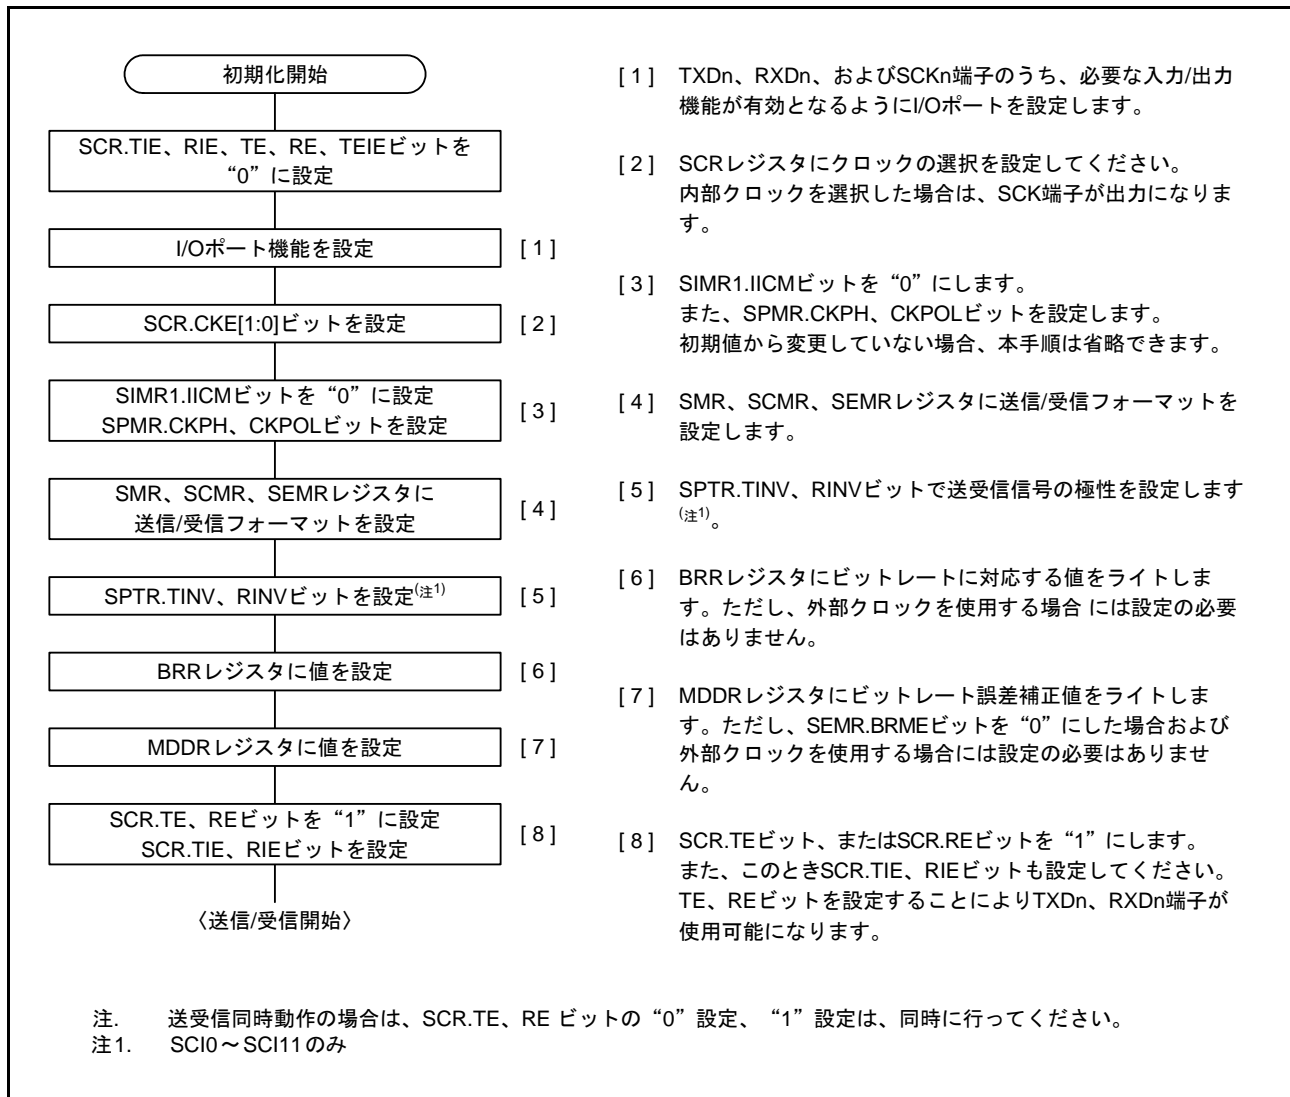 初期化開始
SCR.TIE、RIE、TE、RE、TEIEビットを
“0”に設定
I/Oポート機能を設定
[ 1 ]
SCR.CKE[1:0]ビットを設定
[ 2 ]
SIMR1.IICMビットを“0”に設定
SPMR.CKPH、CKPOLビットを設定
[ 3 ]
SMR、SCMR、SEMRレジスタに
送信/受信フォーマットを設定
[ 4 ]
SPTR.TINV、RINVビットを設定(注1)
[ 5 ]
BRRレジスタに値を設定
[ 6 ]
MDDRレジスタに値を設定
[ 7 ]
SCR.TE、REビットを“1”に設定
SCR.TIE、RIEビットを設定
[ 8 ]
〈送信/受信開始〉
[ 1 ] TXDn、RXDn、およびSCKn端子のうち、必要な入力/出力
機能が有効となるようにI/Oポートを設定します。
[ 2 ] SCRレジスタにクロックの選択を設定してください。
内部クロックを選択した場合は、SCK端子が出力になりま
す。
[ 3 ] SIMR1.IICMビットを“0”にします。
また、SPMR.CKPH、CKPOLビットを設定します。
初期値から変更していない場合、本手順は省略できます。
[ 4 ] SMR、SCMR、SEMRレジスタに送信/受信フォーマットを
設定します。
[ 5 ] SPTR.TINV、RINVビットで送受信信号の極性を設定します
(注1)。
[ 6 ] BRRレジスタにビットレートに対応する値をライトしま
す。ただし、外部クロックを使用する場合 には設定の必要
はありません。
[ 7 ] MDDRレジスタにビットレート誤差補正値をライトしま
す。ただし、SEMR.BRMEビットを“0”にした場合および
外部クロックを使用する場合には設定の必要はありませ
ん。
[ 8 ] SCR.TEビット、またはSCR.REビットを“1”にします。
また、このときSCR.TIE、RIEビットも設定してください。
TE、REビットを設定することによりTXDn、RXDn端子が
使用可能になります。
注. 送受信同時動作の場合は、SCR.TE、RE ビットの“0”設定、“1”設定は、同時に行ってください。
注1. SCI0～SCI11のみ